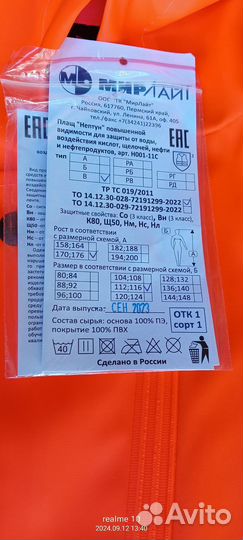 МИРЛАЙТ
ООО "ТК "МирЛайт"
Россия, 617760, Пермский край,
г. Чайковский, ул. Ленина, 61А, оф. 405
тел./факс +7(34241)22396
EAC
EAC
Плащ "Нептун" повышенной
видимости для защиты от воды,
воздействия кислот, щелочей, нефти
и нефтепродуктов, арт. Н001-11С
тип
А
РА
РГ
Б
РБ
РД
В
РВ
ТР ТС 019/2011
ТО 14.12.30-028-72191299-2022
ТО 14.12.30-029-72191299-2022
Защитные свойства: Со (3 класс), Вн (3 класс),
К80, Щ50, Нм, Нс, Нл
Рост в соответствии
с размерной схемой, А
158;164
182;188
170;176
194;200
Рост в соответствии с размерной схемой, Б
80;84
104;108
128;132
88;92
112;116
136;140
96;100
120;124
144;148
Дата выпуска: СЕН 2023
ОТК 1
сорт 1
Состав сырья: основа 100% ПЭ,
покрытие 100% ПВХ
40
Сделано в России
realme 10
2024.09.12 13:40
Avito